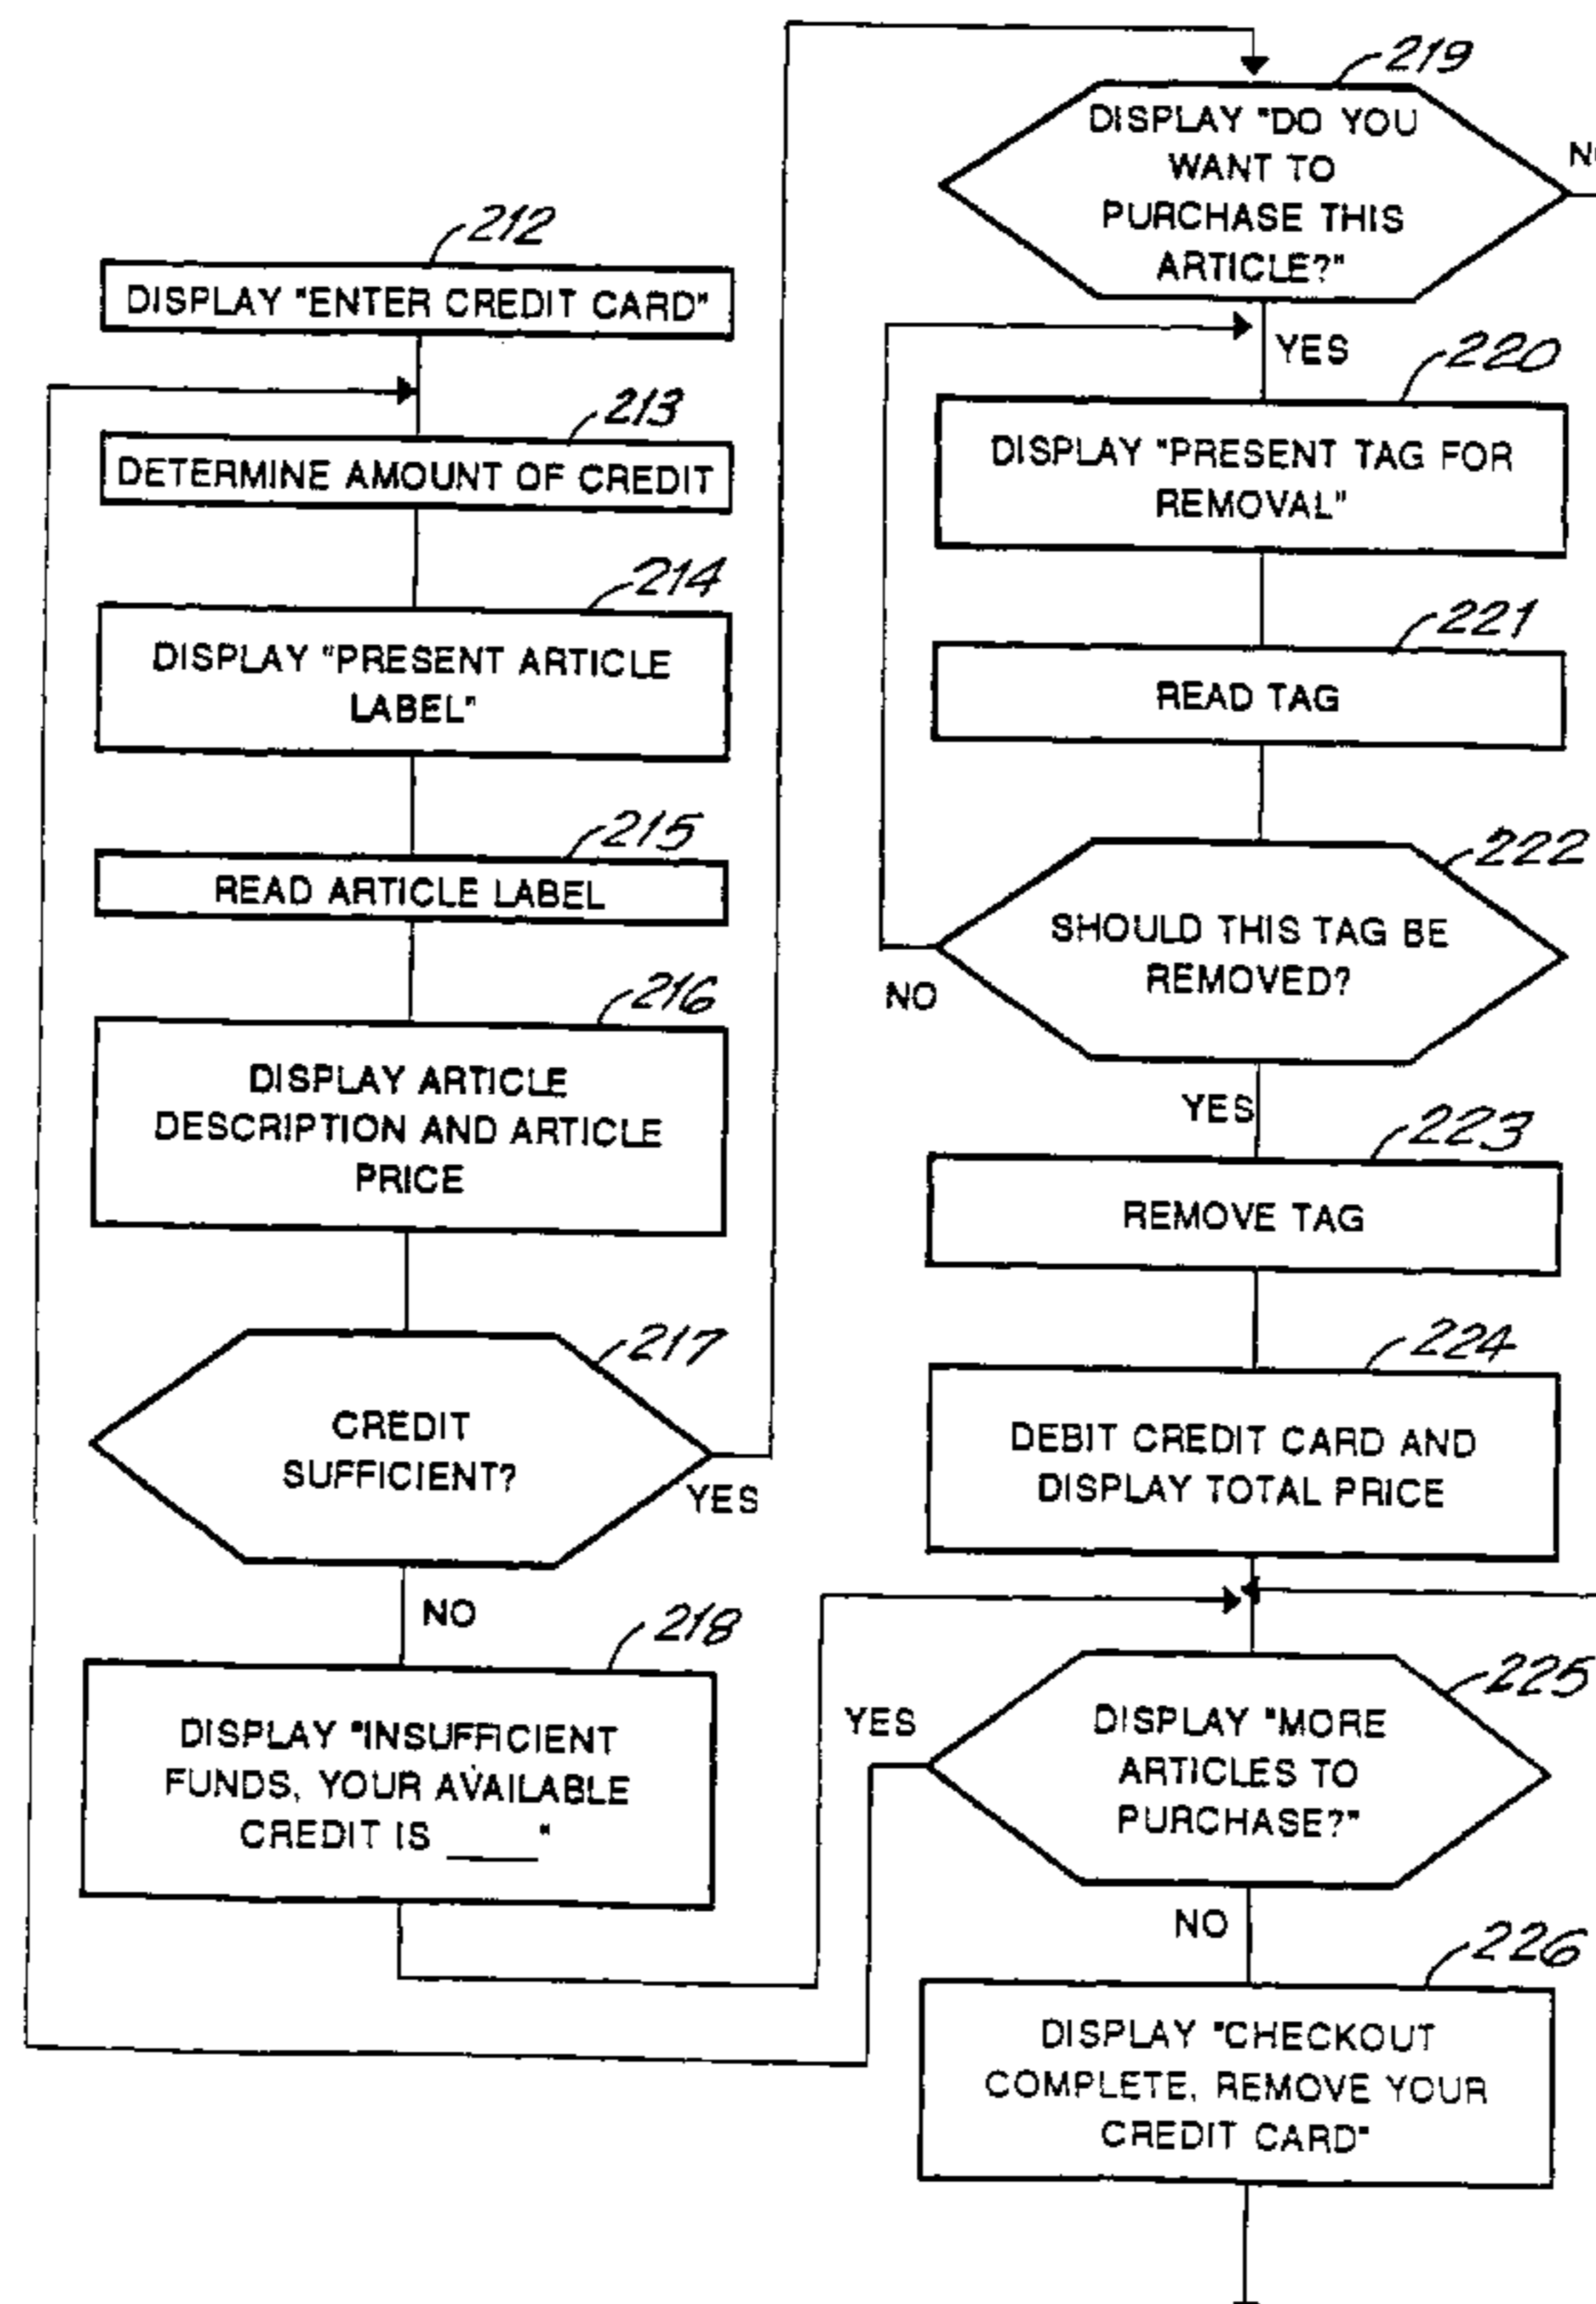 212
DISPLAY "ENTER CREDIT CARD"
213
DETERMINE AMOUNT OF CREDIT
214
DISPLAY "PRESENT ARTICLE
LABEL"
215
READ ARTICLE LABEL
216
DISPLAY ARTICLE
DESCRIPTION AND ARTICLE
PRICE
217
CREDIT
SUFFICIENT?
YES
NO
218
DISPLAY "INSUFFICIENT
FUNDS, YOUR AVAILABLE
CREDIT IS ____"
219
DISPLAY "DO YOU
WANT TO
PURCHASE THIS
ARTICLE?"
YES
220
DISPLAY "PRESENT TAG FOR
REMOVAL"
221
READ TAG
222
SHOULD THIS TAG BE
REMOVED?
NO
YES
223
REMOVE TAG
224
DEBIT CREDIT CARD AND
DISPLAY TOTAL PRICE
225
YES
DISPLAY "MORE
ARTICLES TO
PURCHASE?"
NO
226
DISPLAY "CHECKOUT
COMPLETE, REMOVE YOUR
CREDIT CARD"